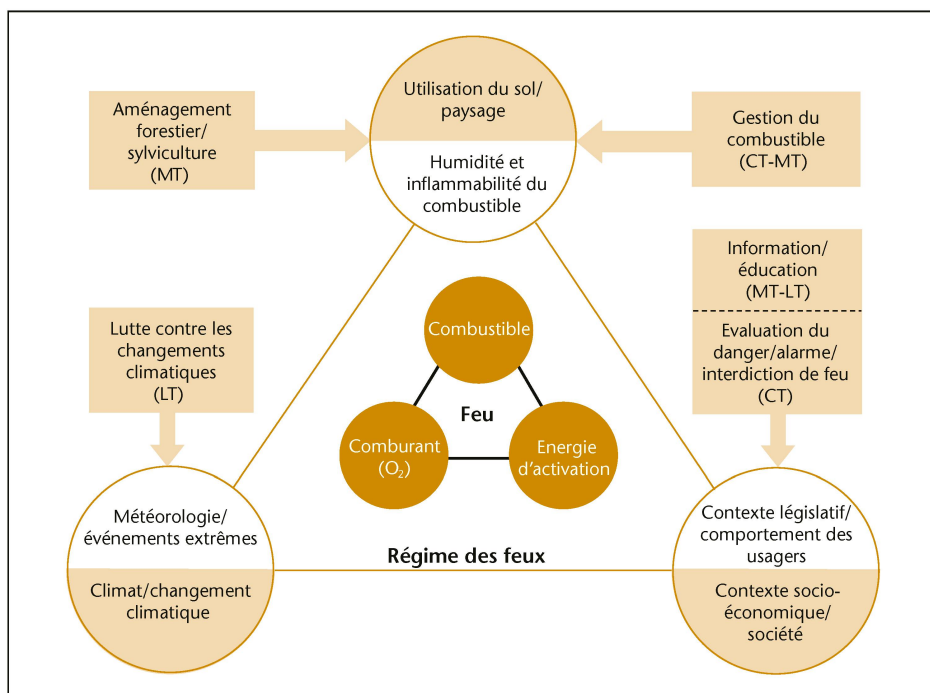 Utilisation du sol/
paysage
Humidité et
inflammabilité du
combustible
Aménagement
forestier/
sylviculture
(MT)
Gestion du
combustible
(CT-MT)
Information/
éducation
(MT-LT)
Evaluation du
danger/alarme/
interdiction de feu
(CT)
Lutte contre les
changements
climatiques
(LT)
Combustible
Feu
Comburant
(O₂)
Energie
d’activation
Météorologie/
événements extrêmes
Climat/changement
climatique
Régime des feux
Contexte législatif/
comportement des
usagers
Contexte socio-
économique/
société